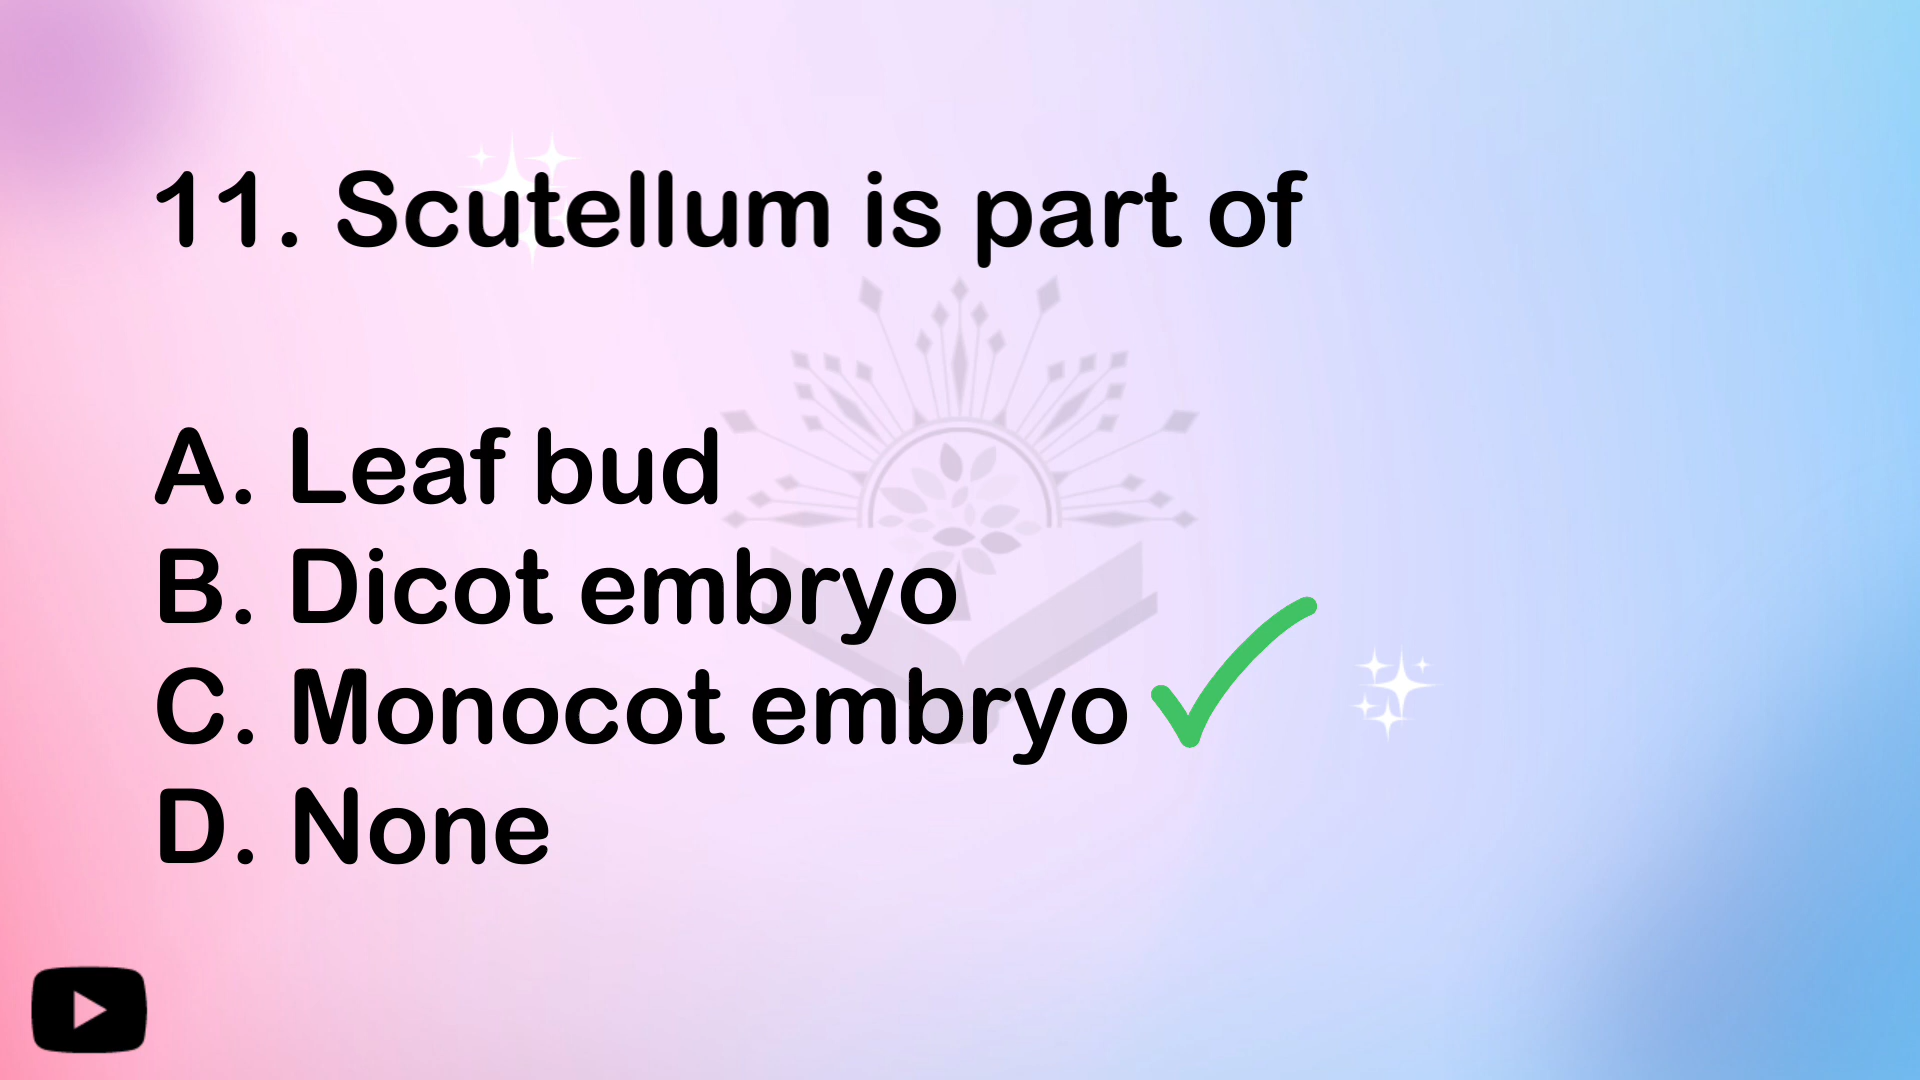 11. Scutellum is part of
A. Leaf bud
B. Dicot embryo
C. Monocot embryo
D. None